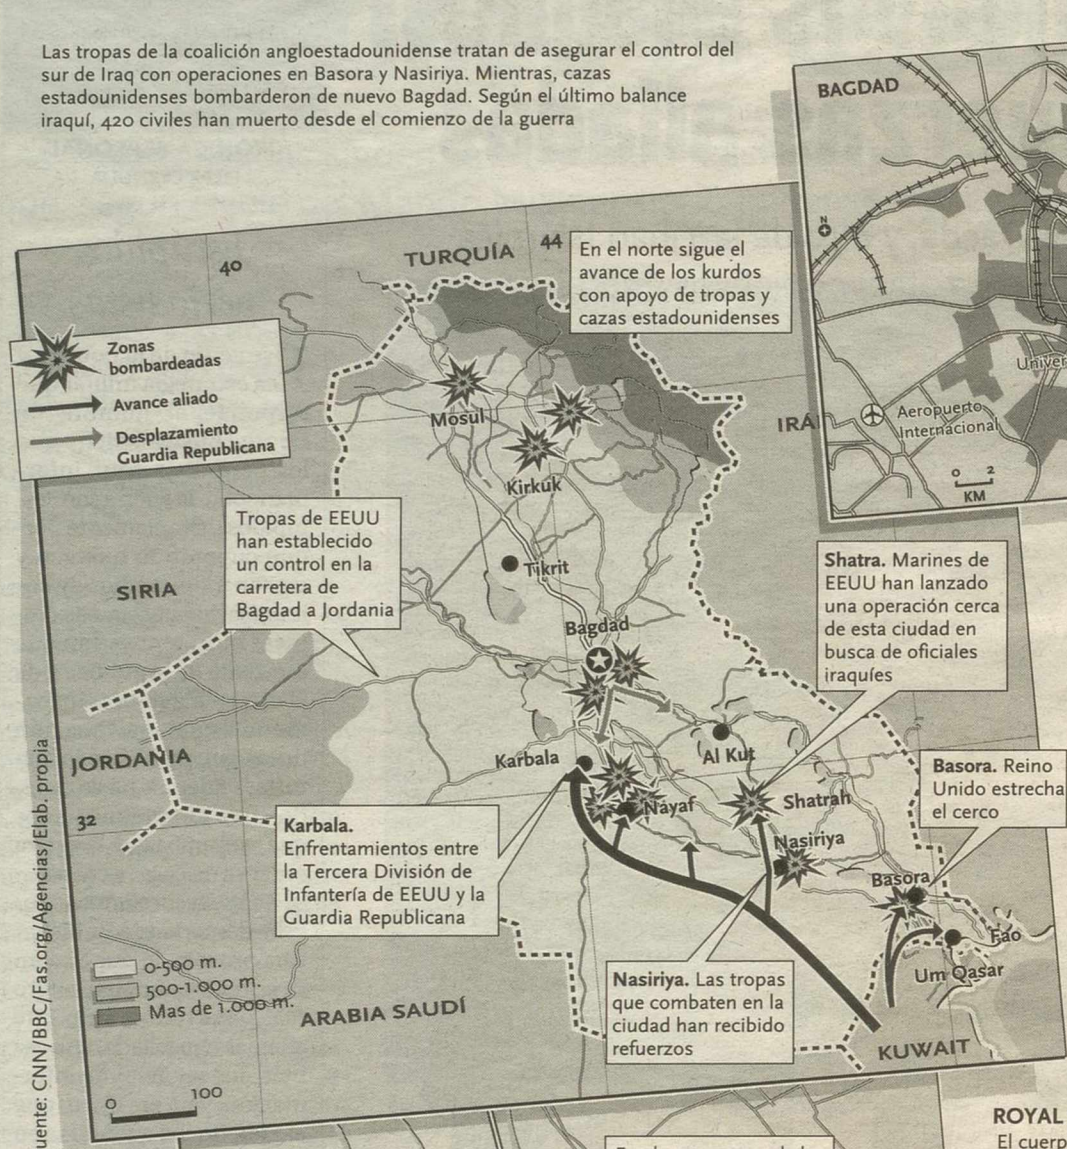 Las tropas de la coalición angloestadounidense tratan de asegurar el control del
sur de Iraq con operaciones en Basora y Nasiriya. Mientras, cazas
estadounidenses bombarderon de nuevo Bagdad. Según el último balance
iraquí, 420 civiles han muerto desde el comienzo de la guerra
BAGDAD
N
Aeropuerto
Internacional
0 2
KM
40
TURQUÍA
44
En el norte sigue el
avance de los kurdos
con apoyo de tropas y
cazas estadounidenses
Zonas
bombardeadas
Avance aliado
Desplazamiento
Guardia Republicana
Mosul
Kirkuk
Tropas de EEUU
han establecido
un control en la
carretera de
Bagdad a Jordania
SIRIA
Tikrit
Bagdad
Shatra. Marines de
EEUU han lanzado
una operación cerca
de esta ciudad en
busca de oficiales
iraquíes
JORDANIA
Karbala
Al Kut
32
Náyaf
Shatrah
Nasiriya
Basora. Reino
Unido estrecha
el cerco
Karbala.
Enfrentamientos entre
la Tercera División de
Infantería de EEUU y la
Guardia Republicana
Basora
Fao
Um Qasar
0-500 m.
500-1.000 m.
Mas de 1.000 m.
ARABIA SAUDÍ
Nasiriya. Las tropas
que combaten en la
ciudad han recibido
refuerzos
KUWAIT
0 100
uente: CNN/BBC/Fas.org/Agencias/Elab. propia
ROYAL
El cuerp